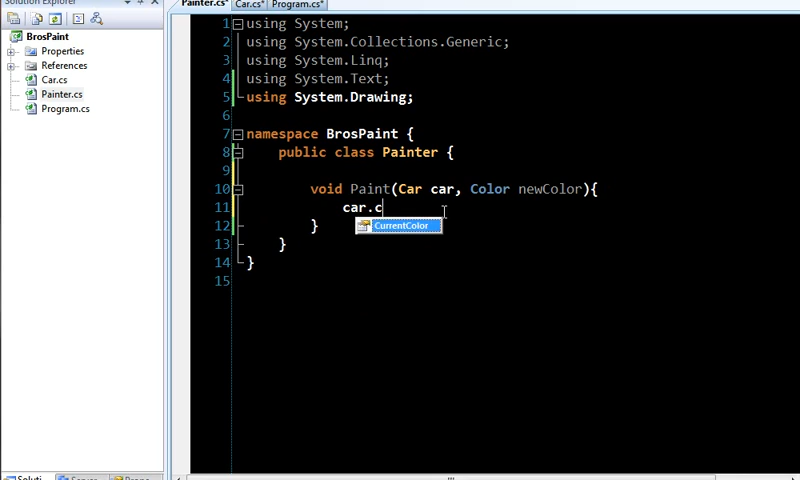 Solution Explorer
BrosPaint
Properties
References
Car.cs
Painter.cs
Program.cs
Painter.cs* Car.cs* Program.cs*
1 using System;
2 using System.Collections.Generic;
3 using System.Linq;
4 using System.Text;
5 using System.Drawing;
6
7 namespace BrosPaint {
8 public class Painter {
9
10 void Paint(Car car, Color newColor){
11 car.c
CurrentColor
12 }
13 }
14 }
15
Soluti...
Server...
Prope...